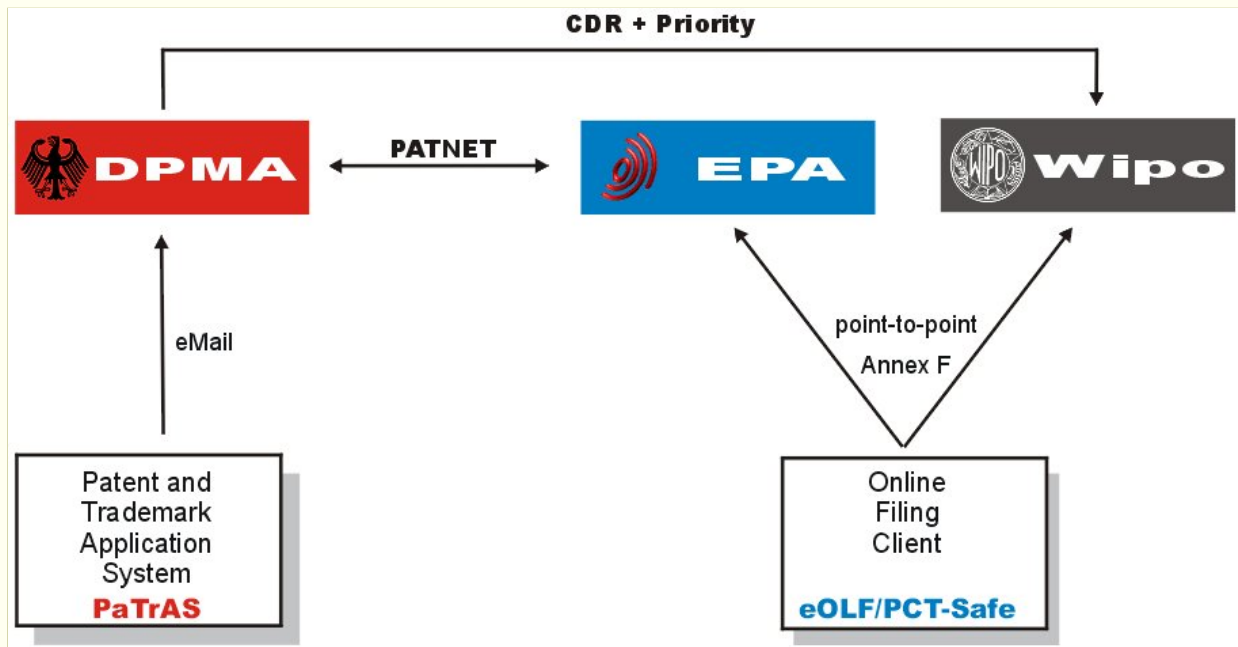 CDR + Priority
DPMA
PATNET
EPA
WIPO
Wipo
eMail
point-to-point
Annex F
Patent and
Trademark
Application
System
PaTrAS
Online
Filing
Client
eOLF/PCT-Safe